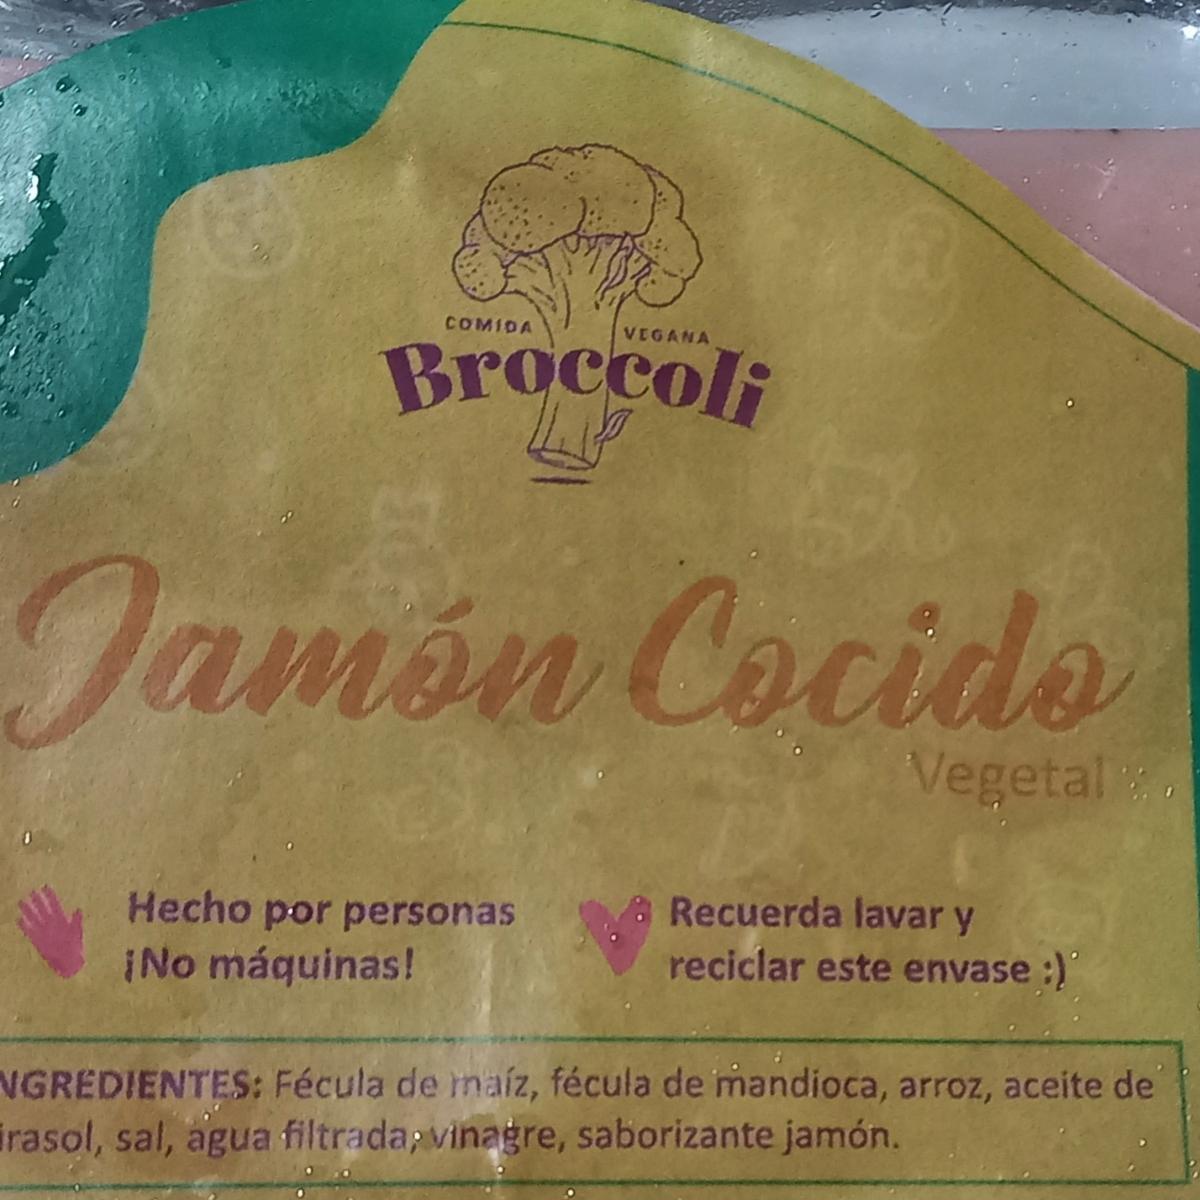 COMIDA VEGANA
Broccoli
Jamón Cocido
Vegetal
Hecho por personas
¡No máquinas!
Recuerda lavar y
reciclar este envase :)
NGREDIENTES: Fécula de maíz, fécula de mandioca, arroz, aceite de
irasol, sal, agua filtrada, vinagre, saborizante jamón.